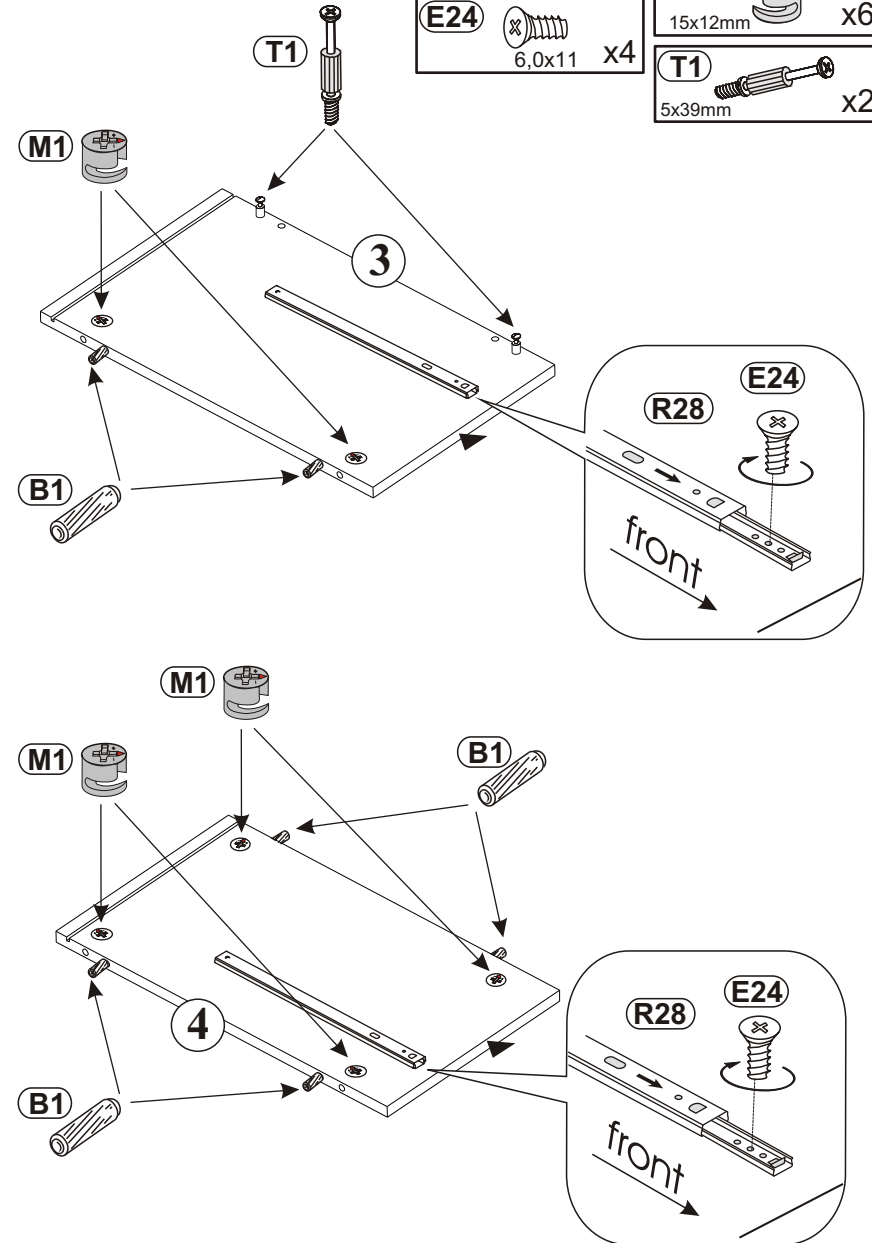 E24
6,0x11 x4
15x12mm x6
T1
5x39mm x2
T1
M1
3
B1
R28
E24
front
M1
M1
B1
4
B1
R28
E24
front